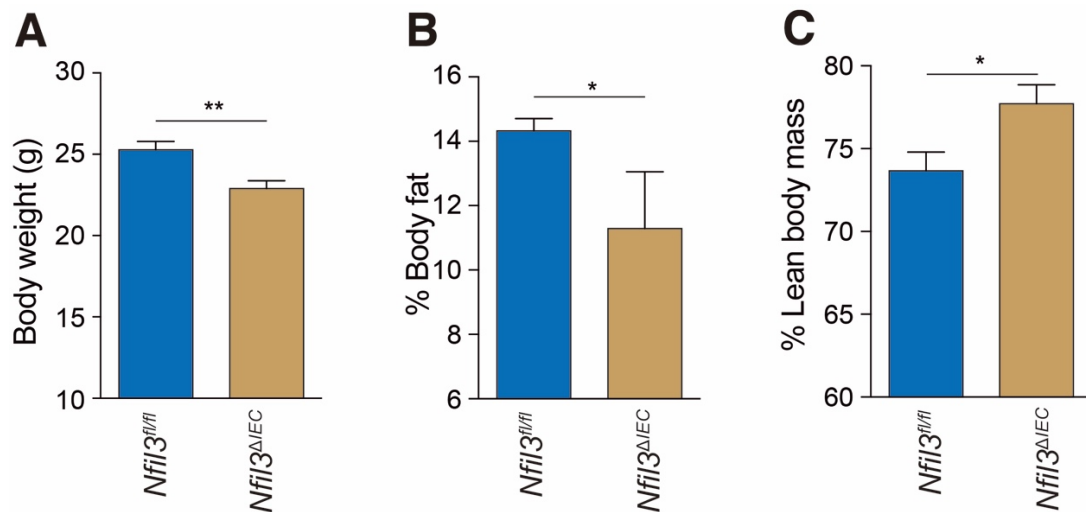 A
Body weight (g)
30
25
20
15
10
**
Nfil3fl/fl
Nfil3ΔIEC
B
% Body fat
16
14
12
10
8
6
*
Nfil3fl/fl
Nfil3ΔIEC
C
% Lean body mass
80
75
70
65
60
*
Nfil3fl/fl
Nfil3ΔIEC